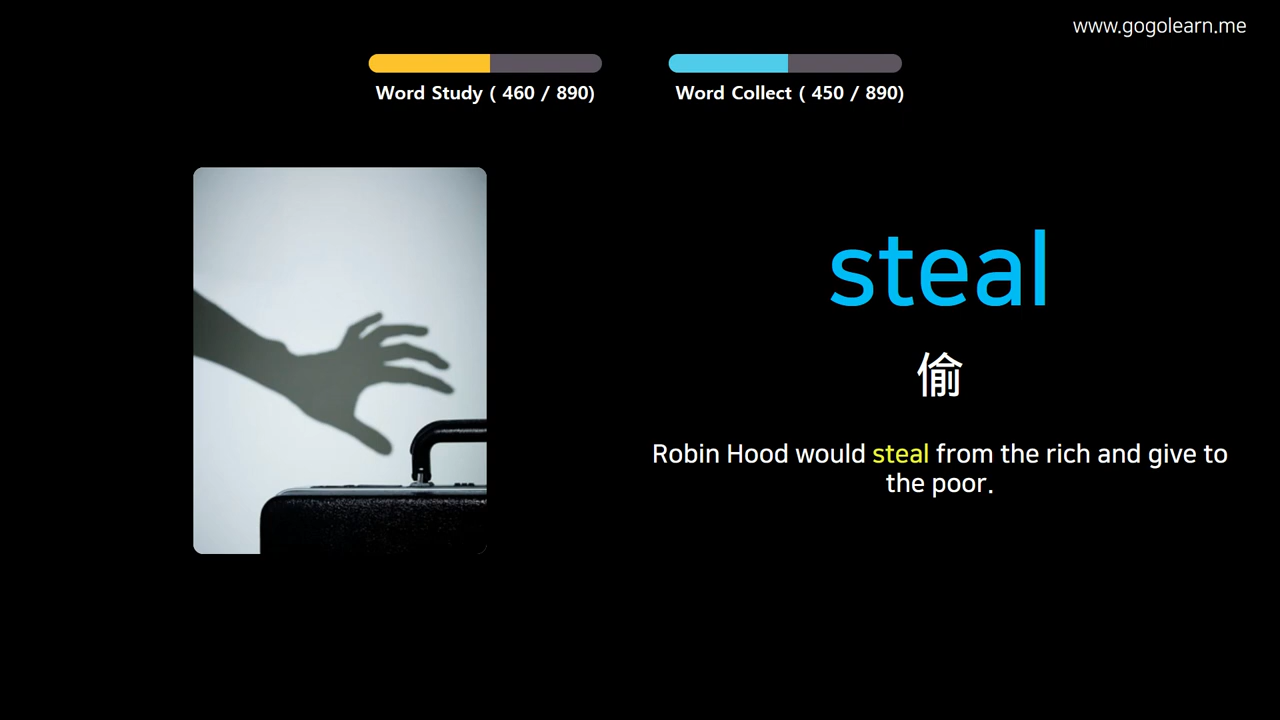 www.gogolearn.me
Word Study ( 460 / 890)
Word Collect ( 450 / 890)
steal
偷
Robin Hood would steal from the rich and give to
the poor.